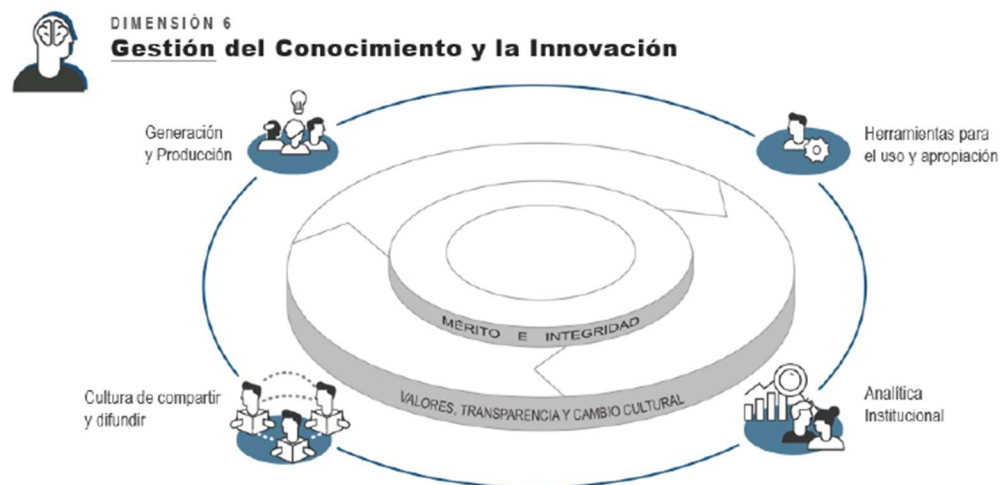 DIMENSIÓN 6
Gestión del Conocimiento y la Innovación
Generación
y Producción
Herramientas para
el uso y apropiación
MÉRITO E INTEGRIDAD
VALORES, TRANSPARENCIA Y CAMBIO CULTURAL
Cultura de compartir
y difundir
Analítica
Institucional